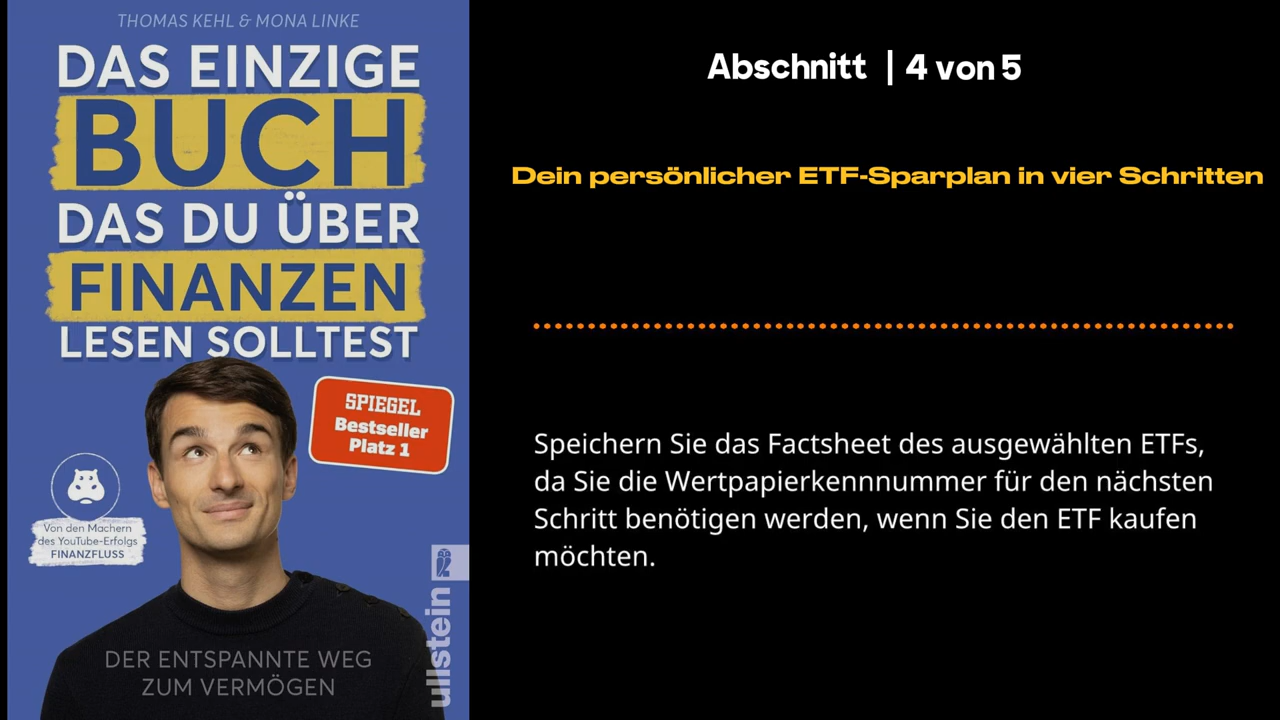 THOMAS KEHL & MONA LINKE
DAS EINZIGE
BUCH
DAS DU ÜBER
FINANZEN
LESEN SOLLTEST
SPIEGEL
Bestseller
Platz 1
Von den Machern
des YouTube-Erfolgs
FINANZFLUSS
DER ENTSPANNTE WEG
ZUM VERMÖGEN
ullstein
Abschnitt | 4 von 5
Dein persönlicher ETF-Sparplan in vier Schritten
Speichern Sie das Factsheet des ausgewählten ETFs,
da Sie die Wertpapierkennnummer für den nächsten
Schritt benötigen werden, wenn Sie den ETF kaufen
möchten.